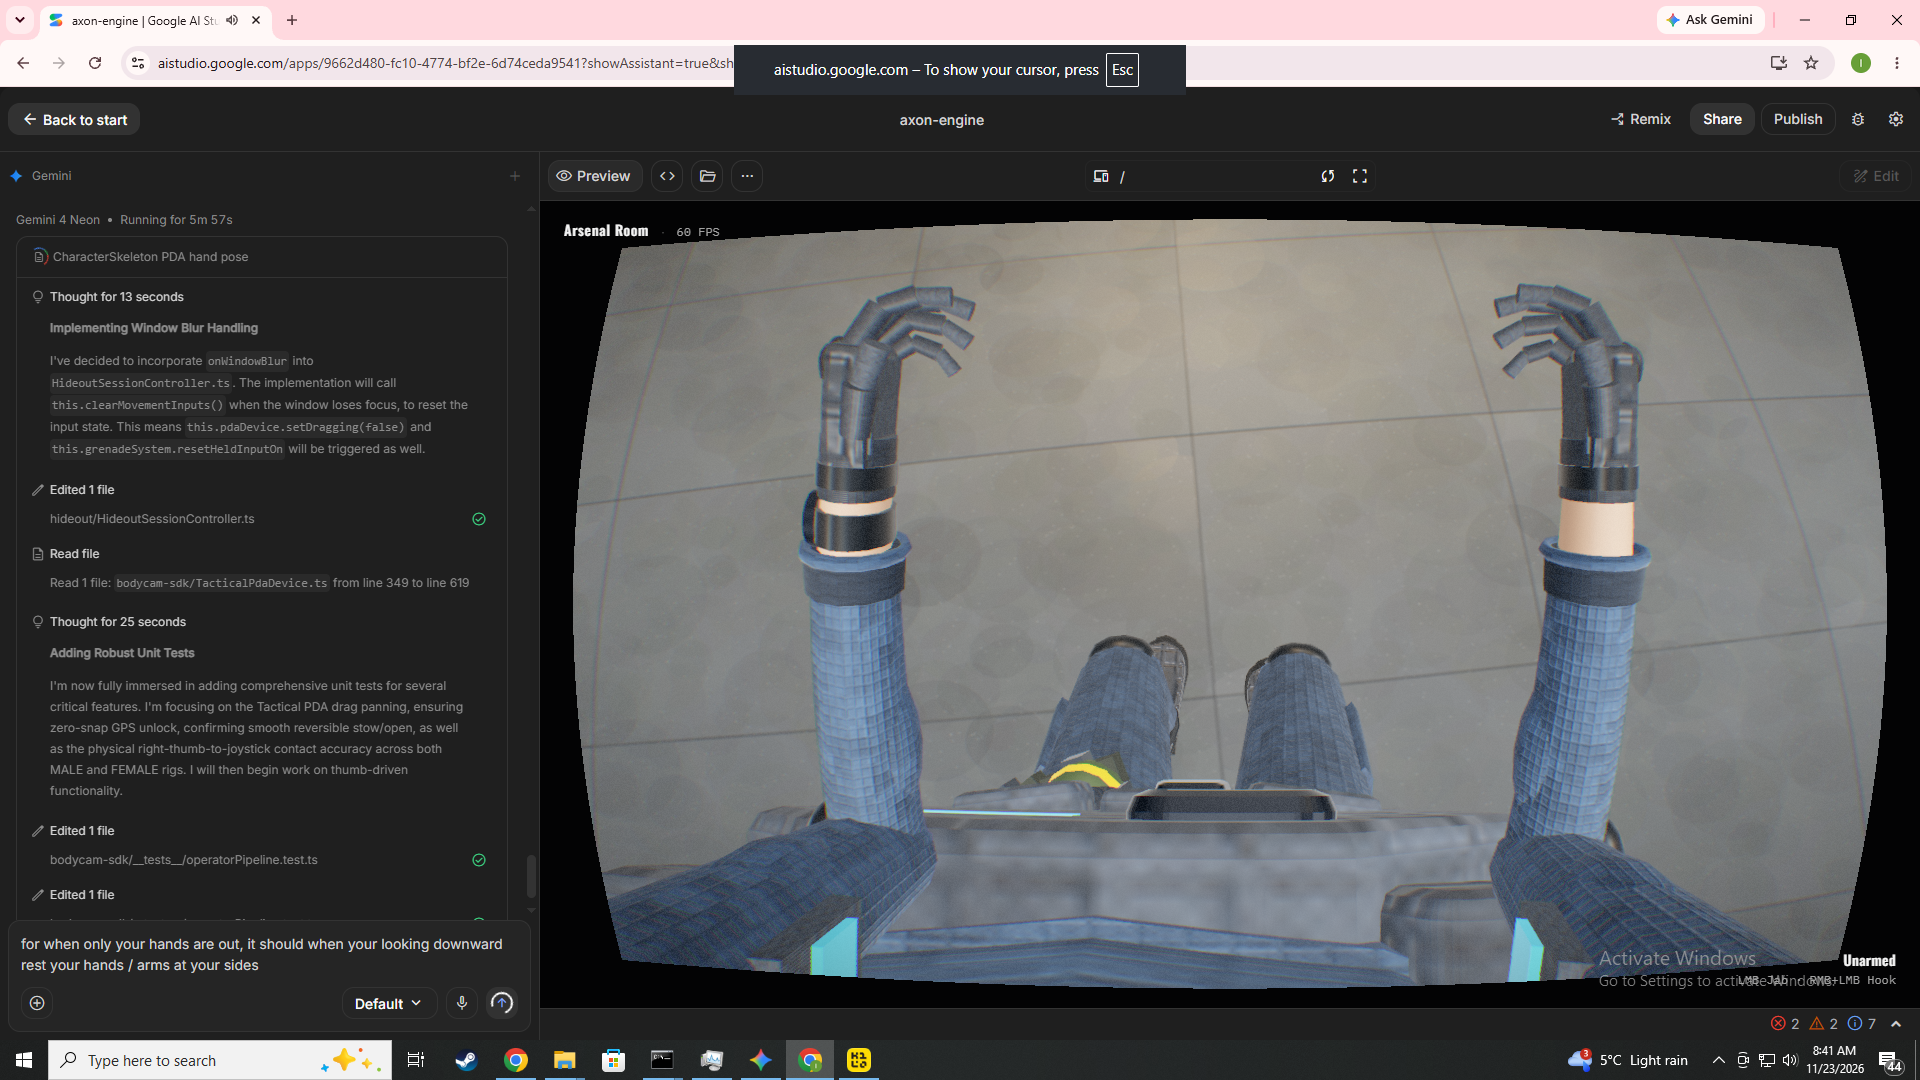 axon-engine | Google AI Stu
Ask Gemini
aistudio.google.com/apps/9662d480-fc10-4774-bf2e-6d74ceda9541?showAssistant=true&sh
aistudio.google.com – To show your cursor, press Esc
Back to start
axon-engine
Remix
Share
Publish
Gemini
Preview
/
Edit
Gemini 4 Neon • Running for 5m 57s
CharacterSkeleton PDA hand pose
Thought for 13 seconds
Implementing Window Blur Handling
I've decided to incorporate onWindowBlur into
HideoutSessionController.ts. The implementation will call
this.clearMovementInputs() when the window loses focus, to reset the
input state. This means this.pdaDevice.setDragging(false) and
this.grenadeSystem.resetHeldInputOn will be triggered as well.
Edited 1 file
hideout/HideoutSessionController.ts
Read file
Read 1 file: bodycam-sdk/TacticalPdaDevice.ts from line 349 to line 619
Thought for 25 seconds
Adding Robust Unit Tests
I'm now fully immersed in adding comprehensive unit tests for several
critical features. I'm focusing on the Tactical PDA drag panning, ensuring
zero-snap GPS unlock, confirming smooth reversible stow/open, as well
as the physical right-thumb-to-joystick contact accuracy across both
MALE and FEMALE rigs. I will then begin work on thumb-driven
functionality.
Edited 1 file
bodycam-sdk/__tests__/operatorPipeline.test.ts
Edited 1 file
for when only your hands are out, it should when your looking downward
rest your hands / arms at your sides
Default
Arsenal Room · 60 FPS
Unarmed
LMB Jab · RMB+LMB Hook
Activate Windows
Go to Settings to activate Windows.
2 2 7
Type here to search
3
5°C Light rain
8:41 AM
11/23/2026
44